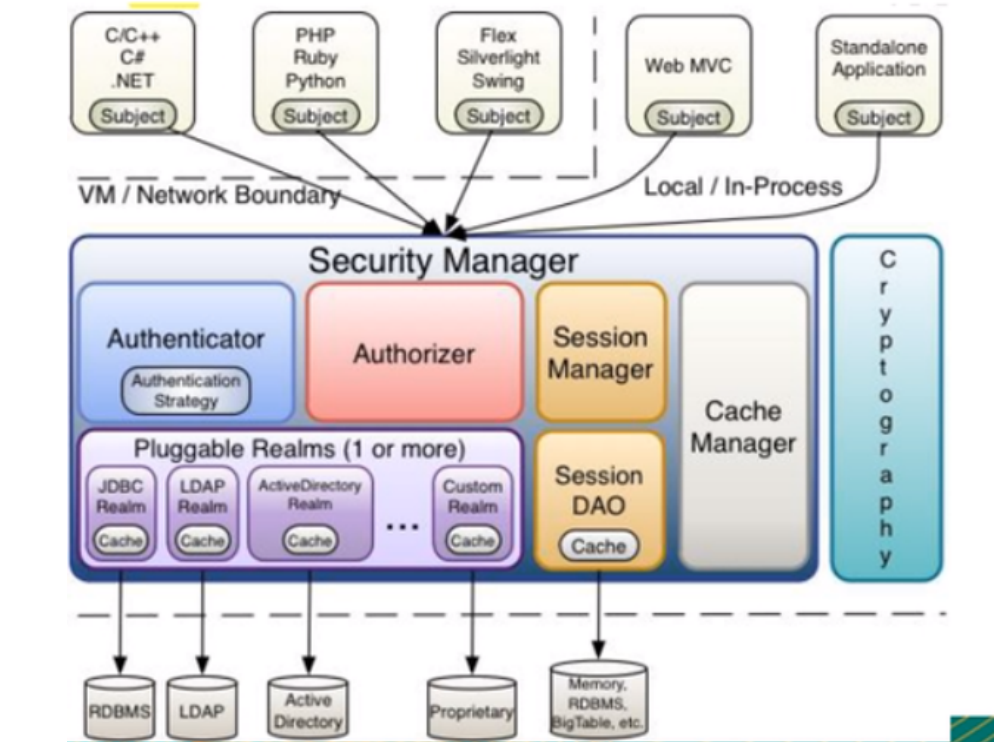 C/C++
C#
.NET
Subject
PHP
Ruby
Python
Subject
Flex
Silverlight
Swing
Subject
Web MVC
Subject
Standalone
Application
Subject
VM / Network Boundary
Local / In-Process
Security Manager
Authenticator
Authentication
Strategy
Authorizer
Session
Manager
Cache
Manager
Cryptography
Pluggable Realms (1 or more)
JDBC
Realm
Cache
LDAP
Realm
Cache
ActiveDirectory
Realm
Cache
...
Custom
Realm
Cache
Session
DAO
Cache
RDBMS
LDAP
Active
Directory
Proprietary
Memory,
RDBMS,
BigTable, etc.